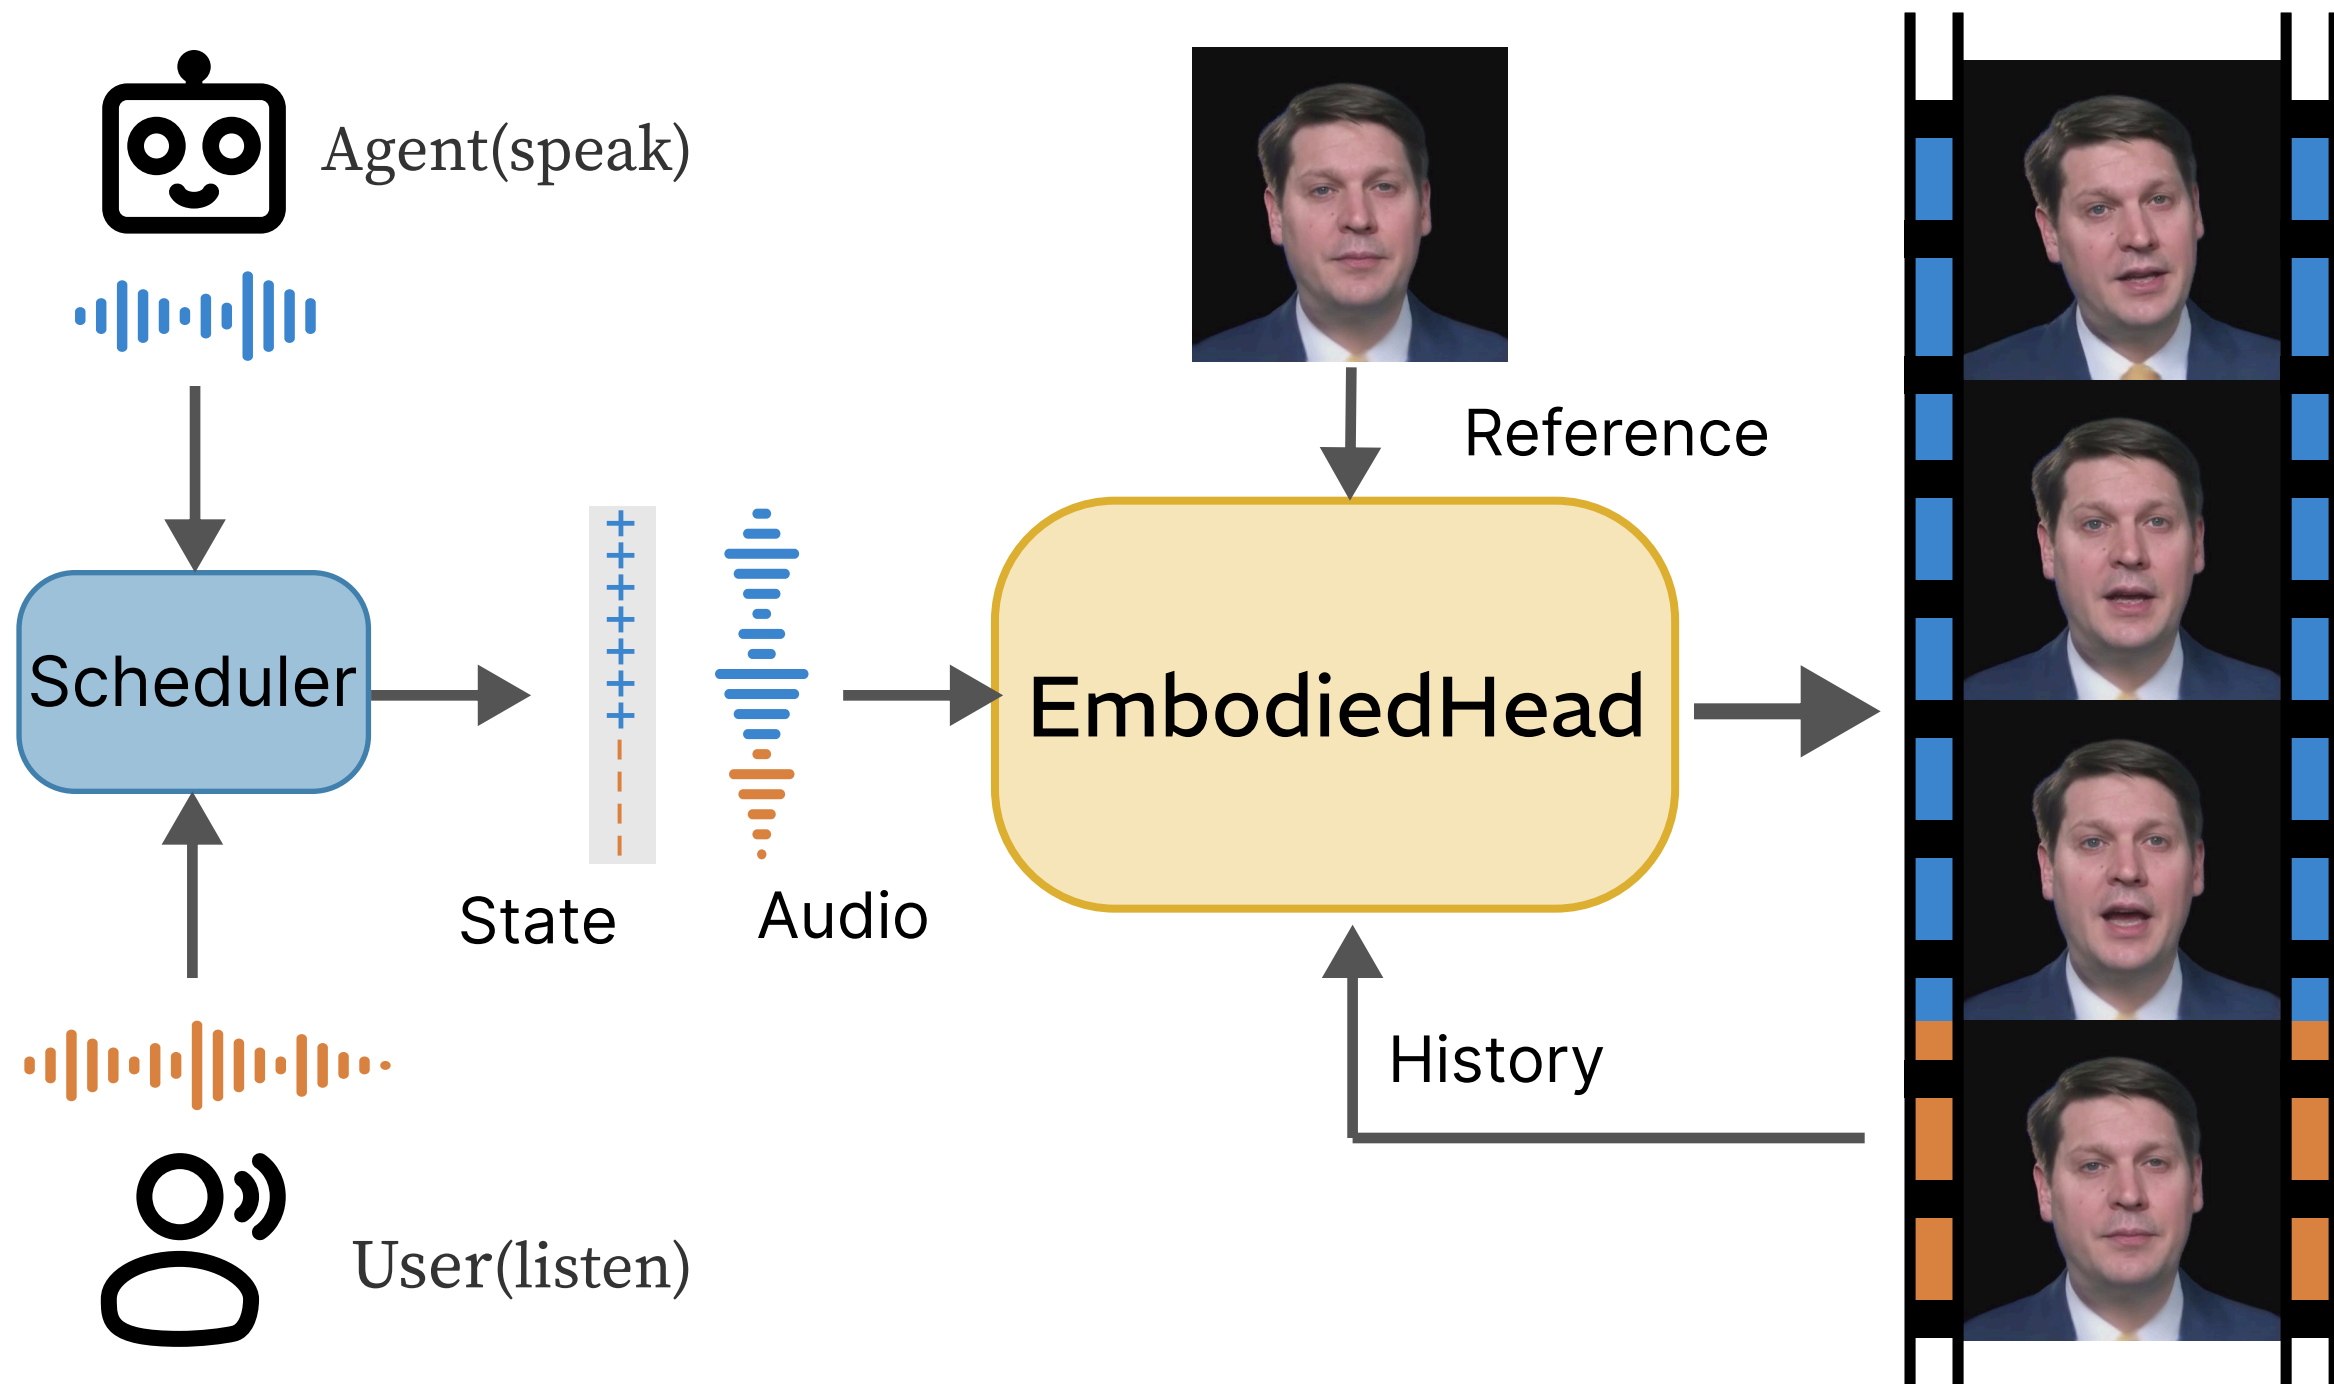 Agent(speak)
Reference
Scheduler
EmbodiedHead
State
Audio
History
User(listen)